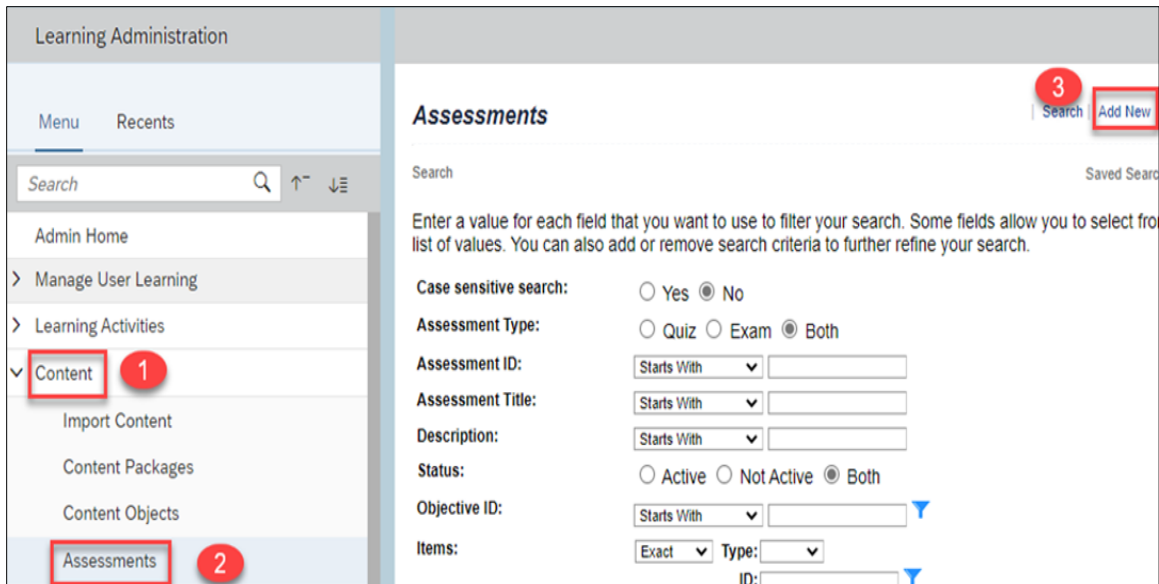 Learning Administration
Menu Recents
Search
Admin Home
Manage User Learning
Learning Activities
Content 1
Import Content
Content Packages
Content Objects
Assessments 2
3
Assessments Search Add New
Search Saved Searc
Enter a value for each field that you want to use to filter your search. Some fields allow you to select fro
list of values. You can also add or remove search criteria to further refine your search.
Case sensitive search: Yes No
Assessment Type: Quiz Exam Both
Assessment ID: Starts With
Assessment Title: Starts With
Description: Starts With
Status: Active Not Active Both
Objective ID: Starts With
Items: Exact Type:
ID: